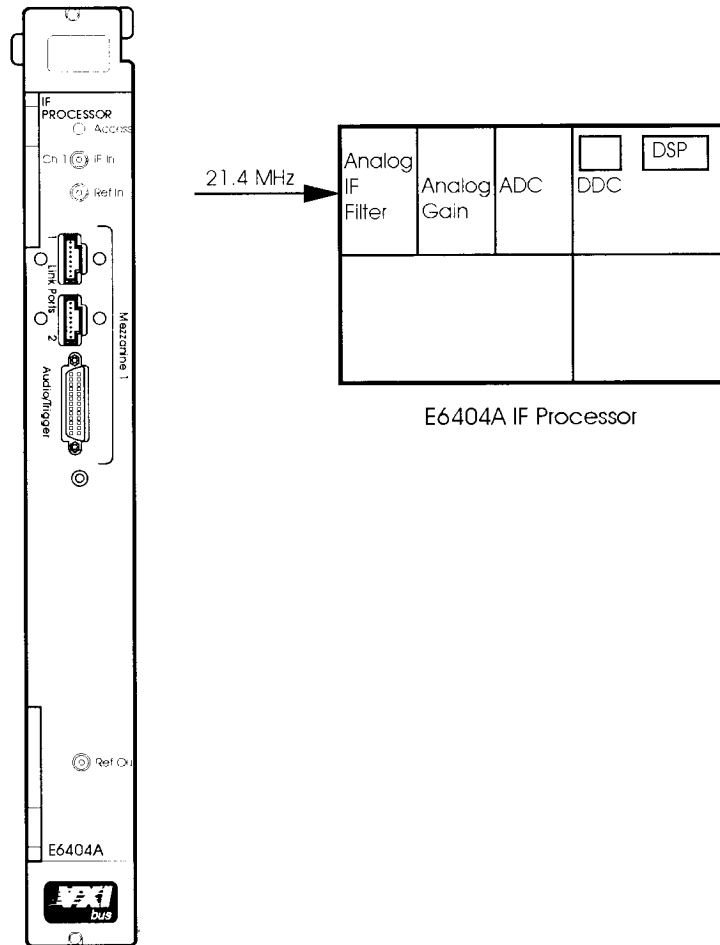 IF
PROCESSOR
Access
Ch 1 IF In
Ref In
1
Link Ports
2
Mezzanine 1
Audio/Trigger
Ref Ou
E6404A
VXI
bus
21.4 MHz
Analog
IF
Filter
Analog
Gain
ADC
DDC
DSP
E6404A IF Processor